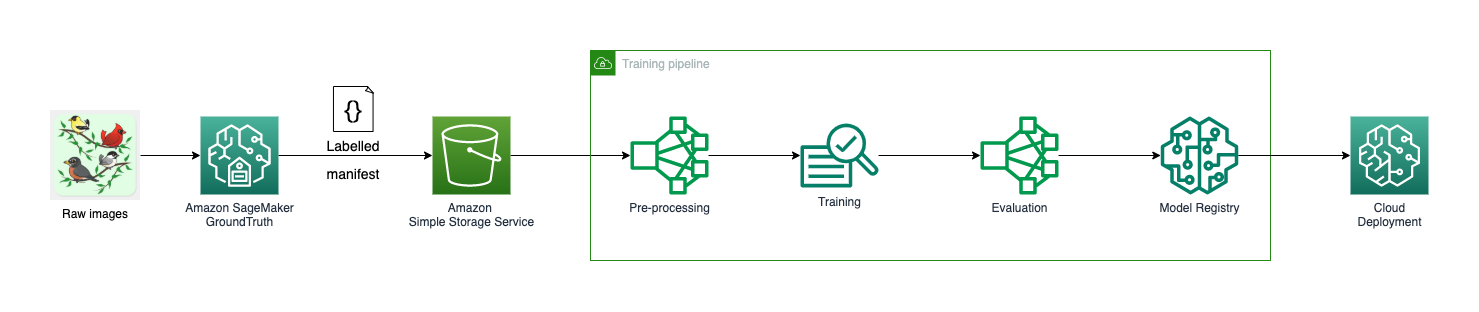 Training pipeline
{}
Labelled
manifest
Raw images
Amazon SageMaker
GroundTruth
Amazon
Simple Storage Service
Pre-processing
Training
Evaluation
Model Registry
Cloud
Deployment